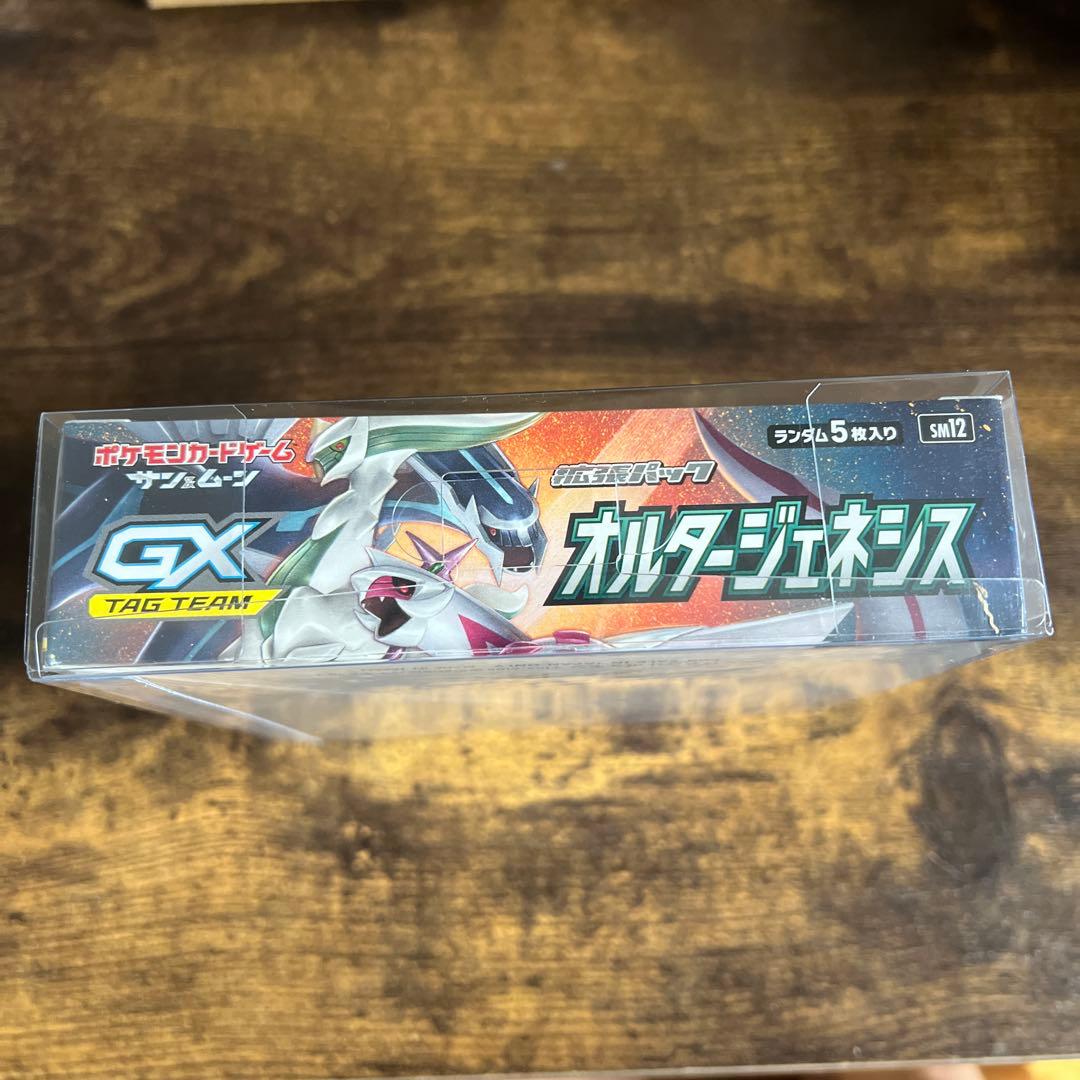 ポケモンカードゲーム
サン&ムーン
GX
TAG TEAM
拡張パック
オルタージェネシス
ランダム5枚入り
SM12